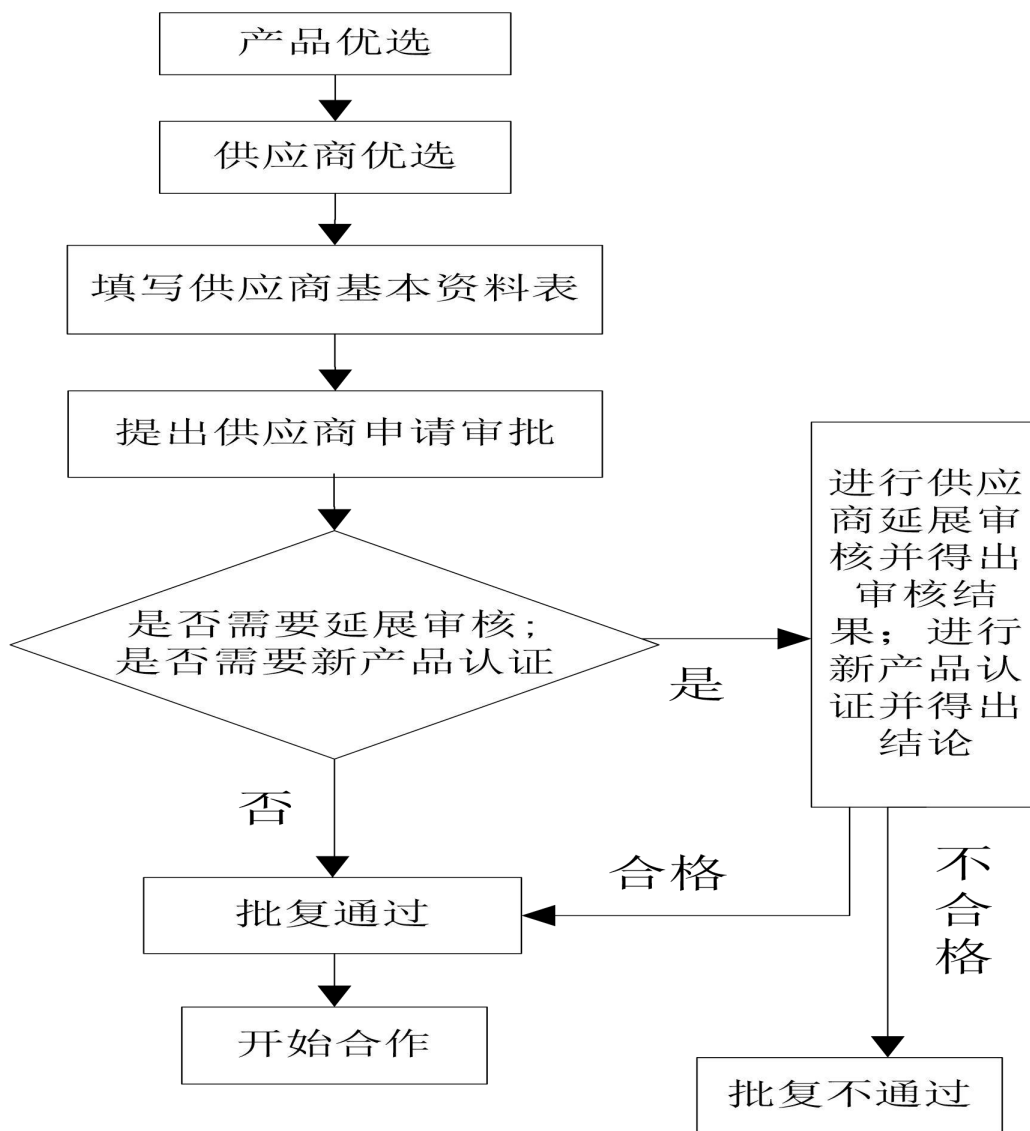 产品优选
供应商优选
填写供应商基本资料表
提出供应商申请审批
是否需要延展审核;
是否需要新产品认证
是
进行供应
商延展审
核并得出
审核结
果；进行
新产品认
证并得出
结论
否
合格
不
合
格
批复通过
开始合作
批复不通过